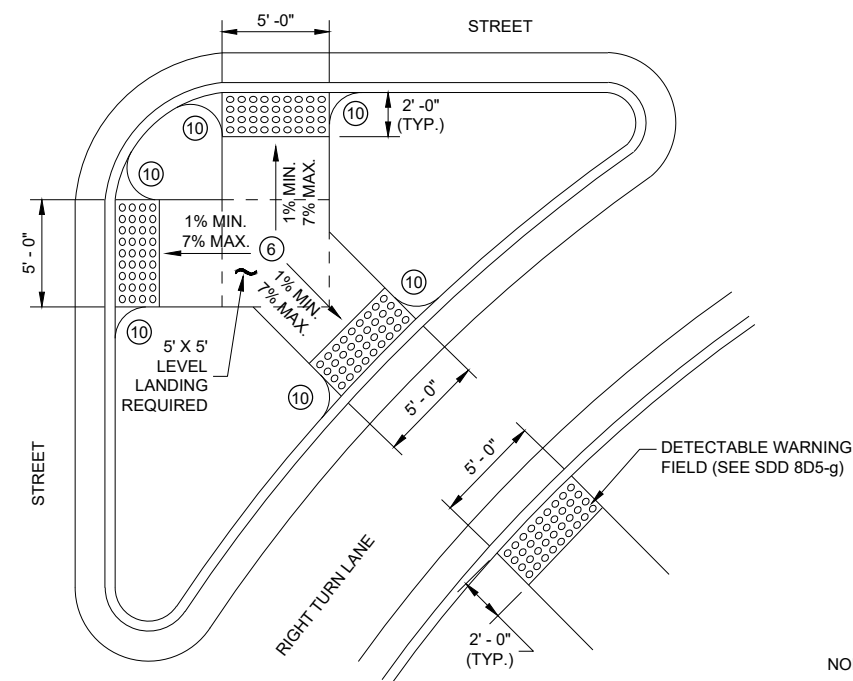 5' -0"
STREET
2' -0"
(TYP.)
10
10
10
1% MIN.
7% MAX.
1% MIN.
7% MAX.
6
5' - 0"
1% MIN.
7% MAX.
10
10
5' X 5'
LEVEL
LANDING
REQUIRED
10
5' - 0"
5' - 0"
DETECTABLE WARNING
FIELD (SEE SDD 8D5-g)
STREET
RIGHT TURN LANE
2' - 0"
(TYP.)
NO